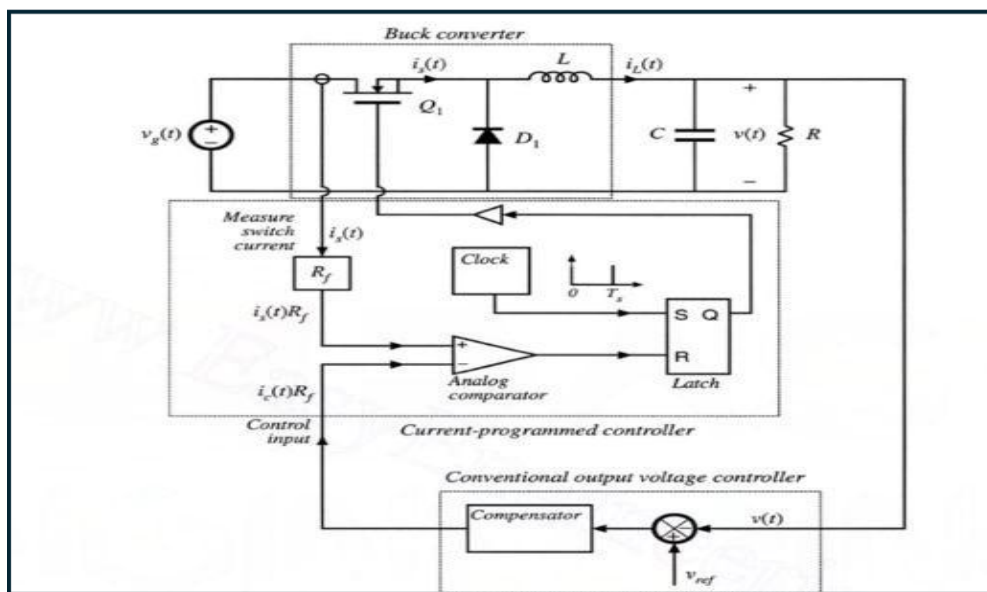 Buck converter
i_s(t)
L
i_L(t)
Q_1
v_g(t)
+
−
D_1
C
+
v(t)
−
R
Measure
switch
current
i_s(t)
R_f
Clock
0
T_s
i_s(t)R_f
S Q
R
+
−
Analog
comparator
Latch
i_c(t)R_f
Control
input
Current-programmed controller
Conventional output voltage controller
Compensator
v(t)
−
+
v_ref